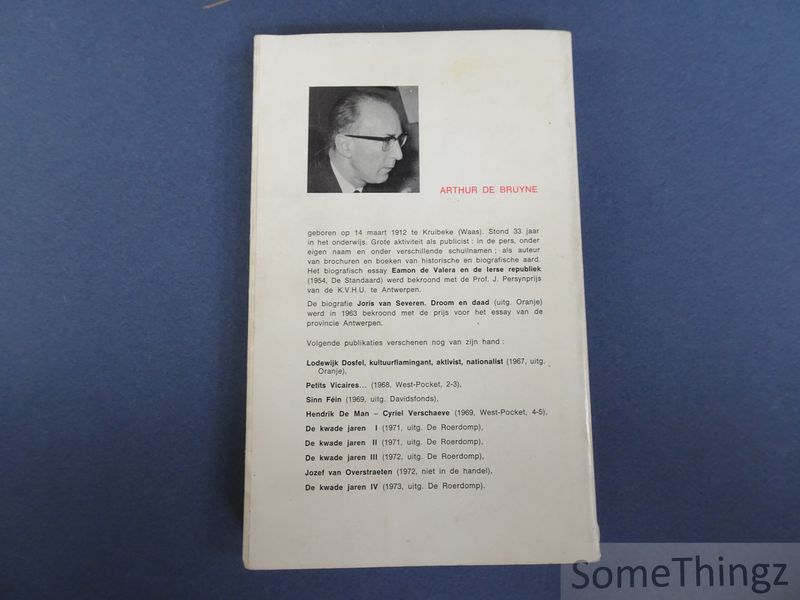 ARTHUR DE BRUYNE
geboren op 14 maart 1912 te Kruibeke (Waas). Stond 33 jaar
in het onderwijs. Grote aktiviteit als publicist : in de pers, onder
eigen naam en onder verschillende schuilnamen ; als auteur
van brochuren en boeken van historische en biografische aard.
Het biografisch essay Eamon de Valera en de Ierse republiek
(1954, De Standaard) werd bekroond met de Prof. J. Persynprijs
van de K.V.H.U. te Antwerpen.
De biografie Joris van Severen. Droom en daad (uitg. Oranje)
werd in 1963 bekroond met de prijs voor het essay van de
provincie Antwerpen.
Volgende publikaties verschenen nog van zijn hand :
Lodewijk Dosfel, kultuurflamingant, aktivist, nationalist (1967, uitg.
Oranje),
Petits Vicaires... (1968, West-Pocket, 2-3),
Sinn Féin (1969, uitg. Davidsfonds),
Hendrik De Man – Cyriel Verschaeve (1969, West-Pocket, 4-5),
De kwade jaren I (1971, uitg. De Roerdomp),
De kwade jaren II (1971, uitg. De Roerdomp),
De kwade jaren III (1972, uitg. De Roerdomp),
Jozef van Overstraeten (1972, niet in de handel),
De kwade jaren IV (1973, uitg. De Roerdomp).
SomeThingz